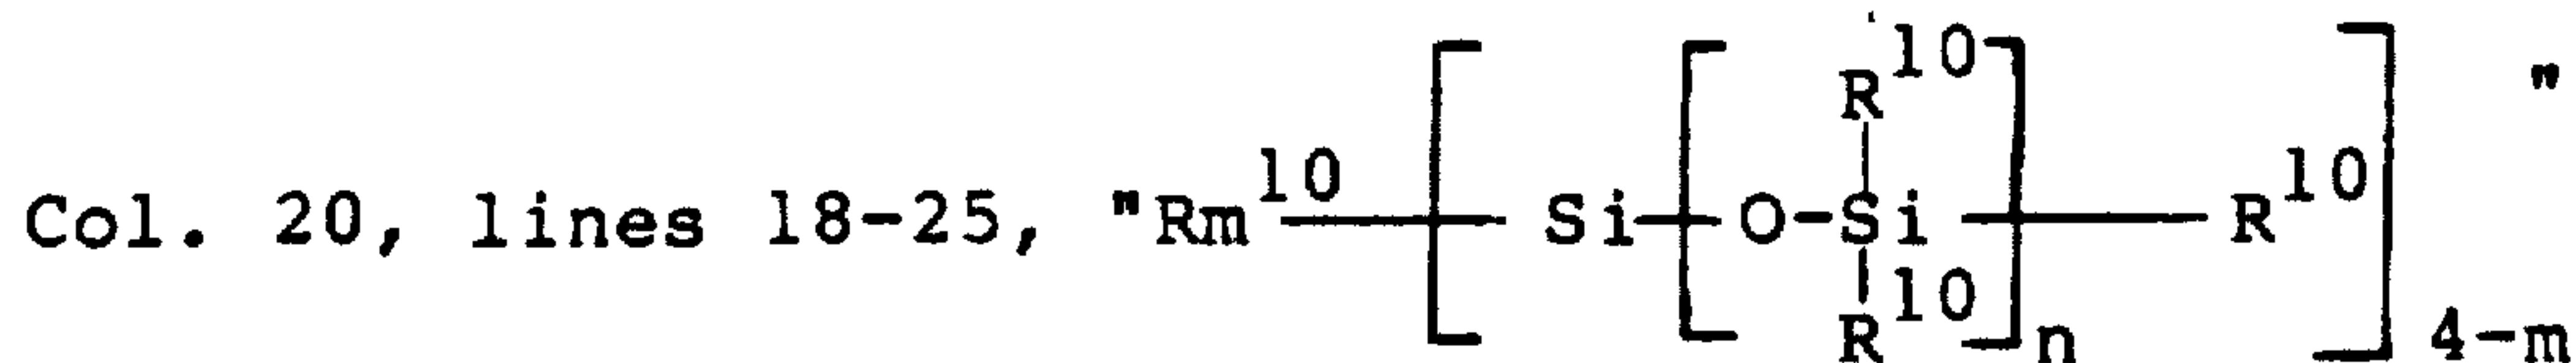 R10 "
Col. 20, lines 18-25, "Rm10 Si O-Si R10
R10 n 4-m